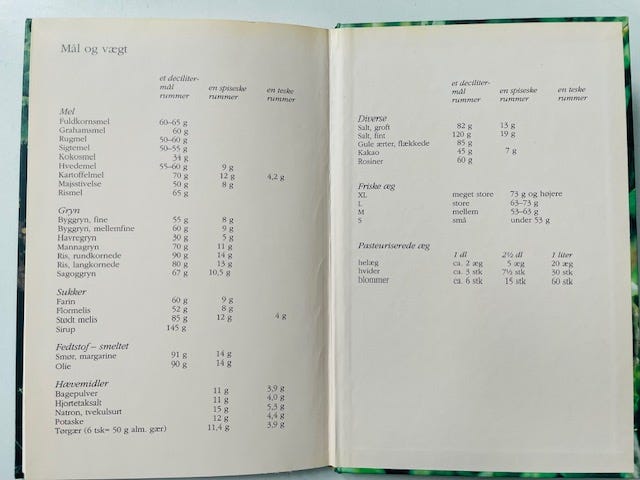 Mål og vægt
et deciliter-mål rummer en spiseske rummer en teske rummer
Mel
Fuldkornsmel 60–65 g
Grahamsmel 60 g
Rugmel 50–60 g
Sigtemel 50–55 g
Kokosmel 34 g
Hvedemel 55–60 g 9 g
Kartoffelmel 70 g 12 g 4,2 g
Majsstivelse 50 g 8 g
Rismel 65 g
Gryn
Byggryn, fine 55 g 8 g
Byggryn, mellemfine 60 g 9 g
Havregryn 30 g 5 g
Mannagryn 70 g 11 g
Ris, rundkornede 90 g 14 g
Ris, langkornede 80 g 13 g
Sagoggryn 67 g 10,5 g
Sukker
Farin 60 g 9 g
Flormelis 52 g 8 g
Stødt melis 85 g 12 g 4 g
Sirup 145 g
Fedtstof – smeltet
Smør, margarine 91 g 14 g
Olie 90 g 14 g
Hævemidler
Bagepulver 11 g 3,9 g
Hjortetaksalt 11 g 4,0 g
Natron, tvekulsurt 15 g 5,3 g
Potaske 12 g 4,4 g
Tørgær (6 tsk= 50 g alm. gær) 11,4 g 3,9 g
et deciliter-mål rummer en spiseske rummer en teske rummer
Diverse
Salt, groft 82 g 13 g
Salt, fint 120 g 19 g
Gule ærter, flækkede 85 g
Kakao 45 g 7 g
Rosiner 60 g
Friske æg
XL meget store 73 g og højere
L store 63–73 g
M mellem 53–63 g
S små under 53 g
Pasteuriserede æg
1 dl 2½ dl 1 liter
helæg ca. 2 æg 5 æg 20 æg
hvider ca. 3 stk 7½ stk 30 stk
blommer ca. 6 stk 15 stk 60 stk